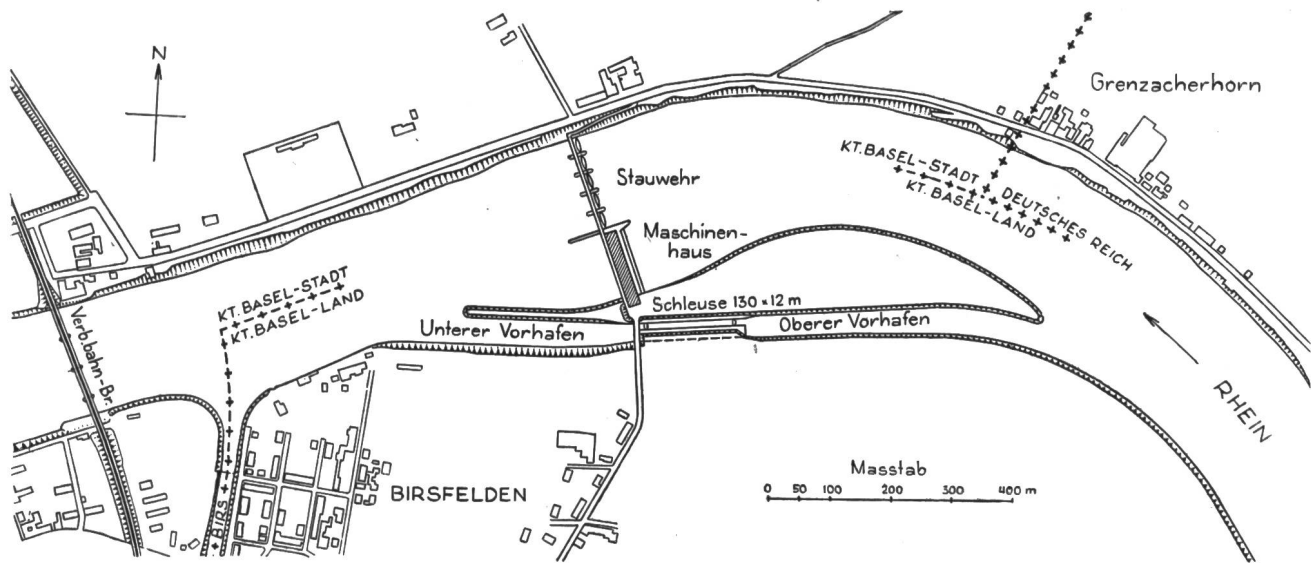 N
Grenzacherhorn
KT. BASEL-STADT
KT. BASEL-LAND
DEUTSCHES REICH
Stauwehr
Maschinen-
haus
KT. BASEL-STADT
KT. BASEL-LAND
Schleuse 130 × 12 m
Unterer Vorhafen
Oberer Vorhafen
Verb.bahn-Br.
RHEIN
BIRS
BIRSFELDEN
Masstab
0 50 100 200 300 400 m